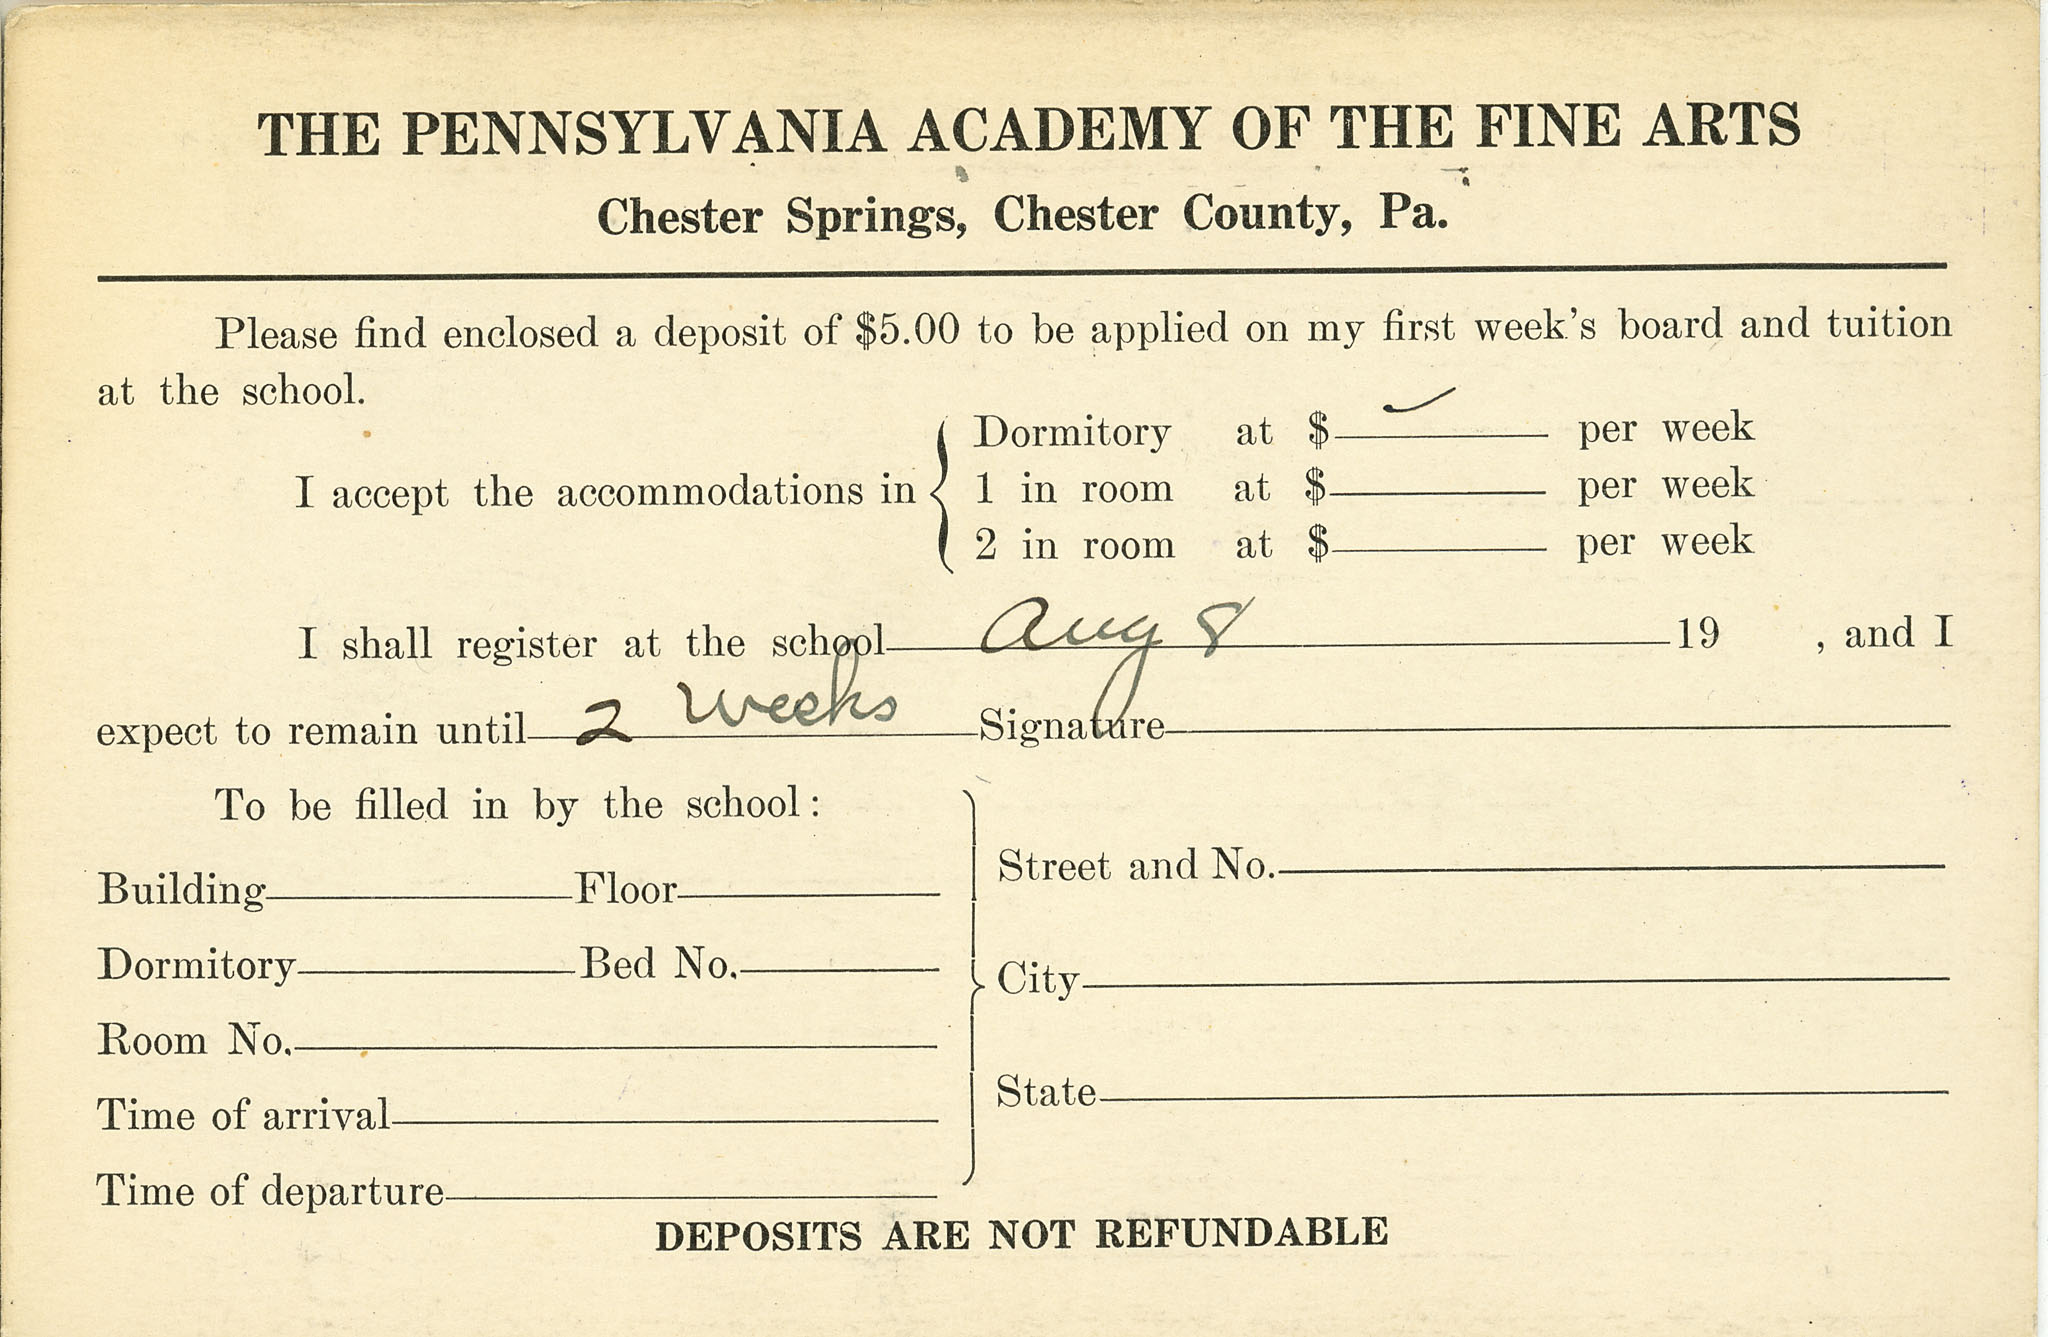 THE PENNSYLVANIA ACADEMY OF THE FINE ARTS
Chester Springs, Chester County, Pa.
Please find enclosed a deposit of $5.00 to be applied on my first week's board and tuition
at the school.
I accept the accommodations in
Dormitory at $ ✓ per week
1 in room at $ per week
2 in room at $ per week
I shall register at the school Aug 8 19 , and I
expect to remain until 2 weeks Signature
To be filled in by the school:
Building Floor
Dormitory Bed No.
Room No.
Time of arrival
Time of departure
Street and No.
City
State
DEPOSITS ARE NOT REFUNDABLE